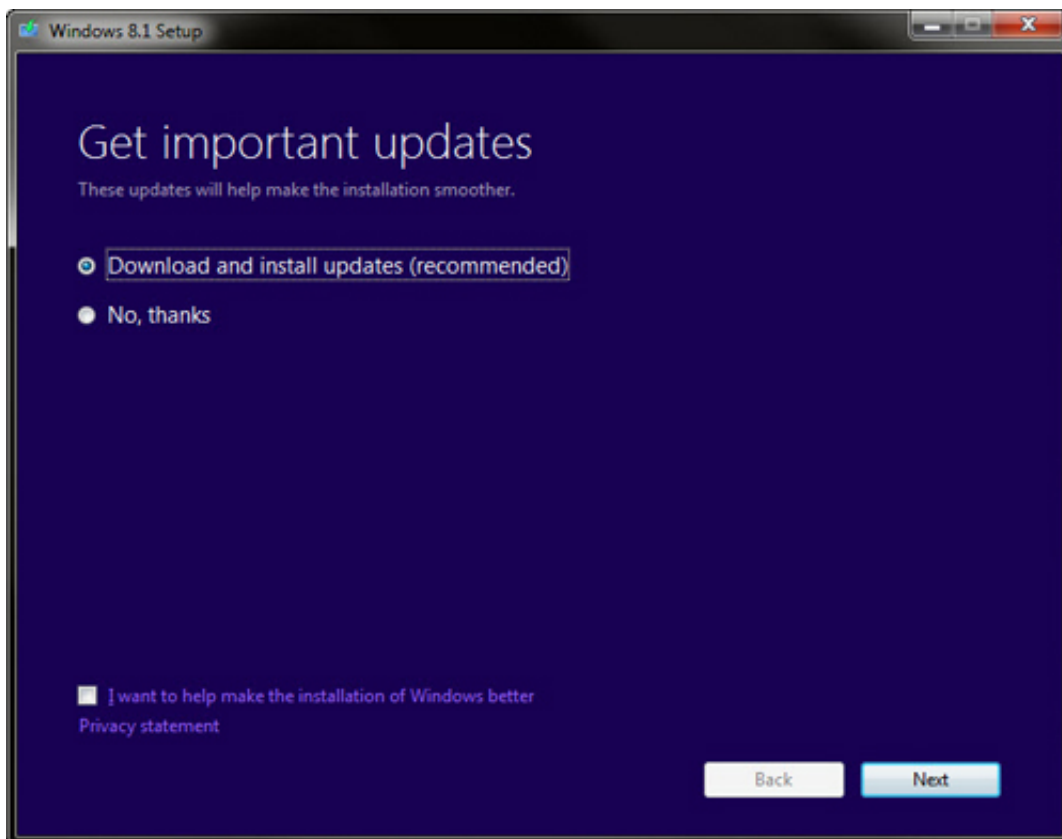 Windows 8.1 Setup
Get important updates
These updates will help make the installation smoother.
Download and install updates (recommended)
No, thanks
I want to help make the installation of Windows better
Privacy statement
Back
Next